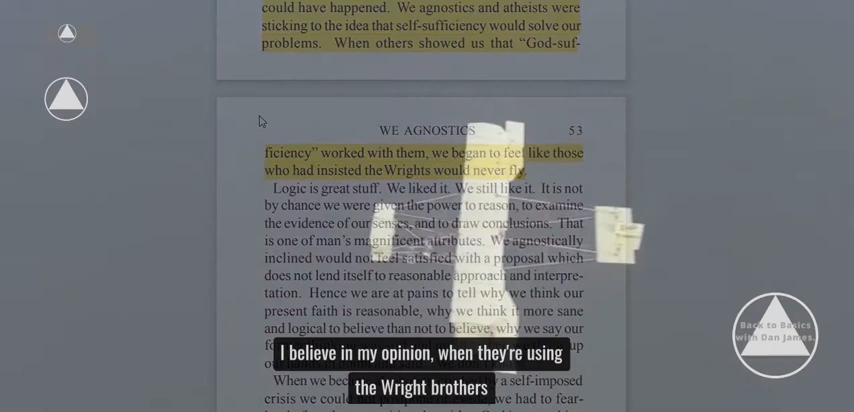 could have happened. We agnostics and atheists were
sticking to the idea that self-sufficiency would solve our
problems. When others showed us that “God-suf-
WE AGNOSTICS 53
ficiency” worked with them, we began to feel like those
who had insisted the Wrights would never fly.
Logic is great stuff. We liked it. We still like it. It is not
by chance we were given the power to reason, to examine
the evidence of our senses, and to draw conclusions. That
is one of man’s magnificent attributes. We agnostically
inclined would not feel satisfied with a proposal which
does not lend itself to reasonable approach and interpre-
tation. Hence we are at pains to tell why we think our
present faith is reasonable, why we think it more sane
and logical to believe than not to believe, why we say our
up
When we by a self-imposed
crisis we could we had to fear-
I believe in my opinion, when they're using
the Wright brothers
Back to Basics
with Dan James.